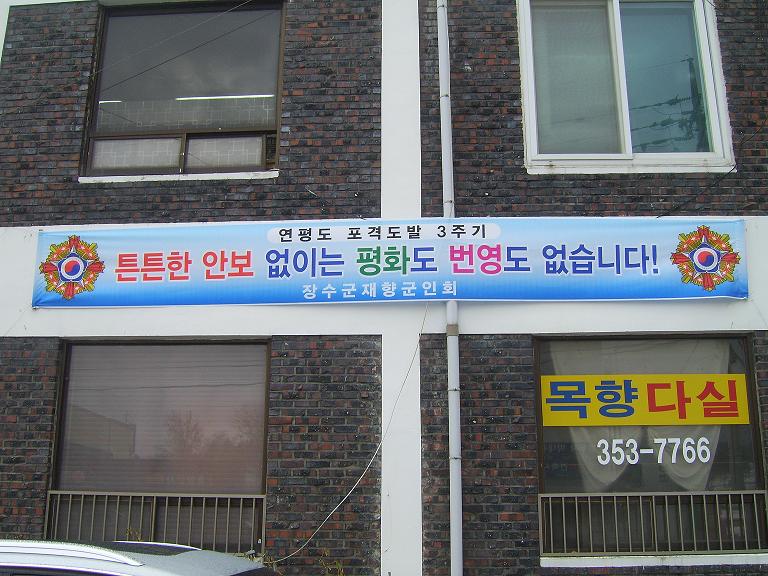 연평도 포격도발 3주기
튼튼한 안보 없이는 평화도 번영도 없습니다!
장수군재향군인회
목향다실
353-7766